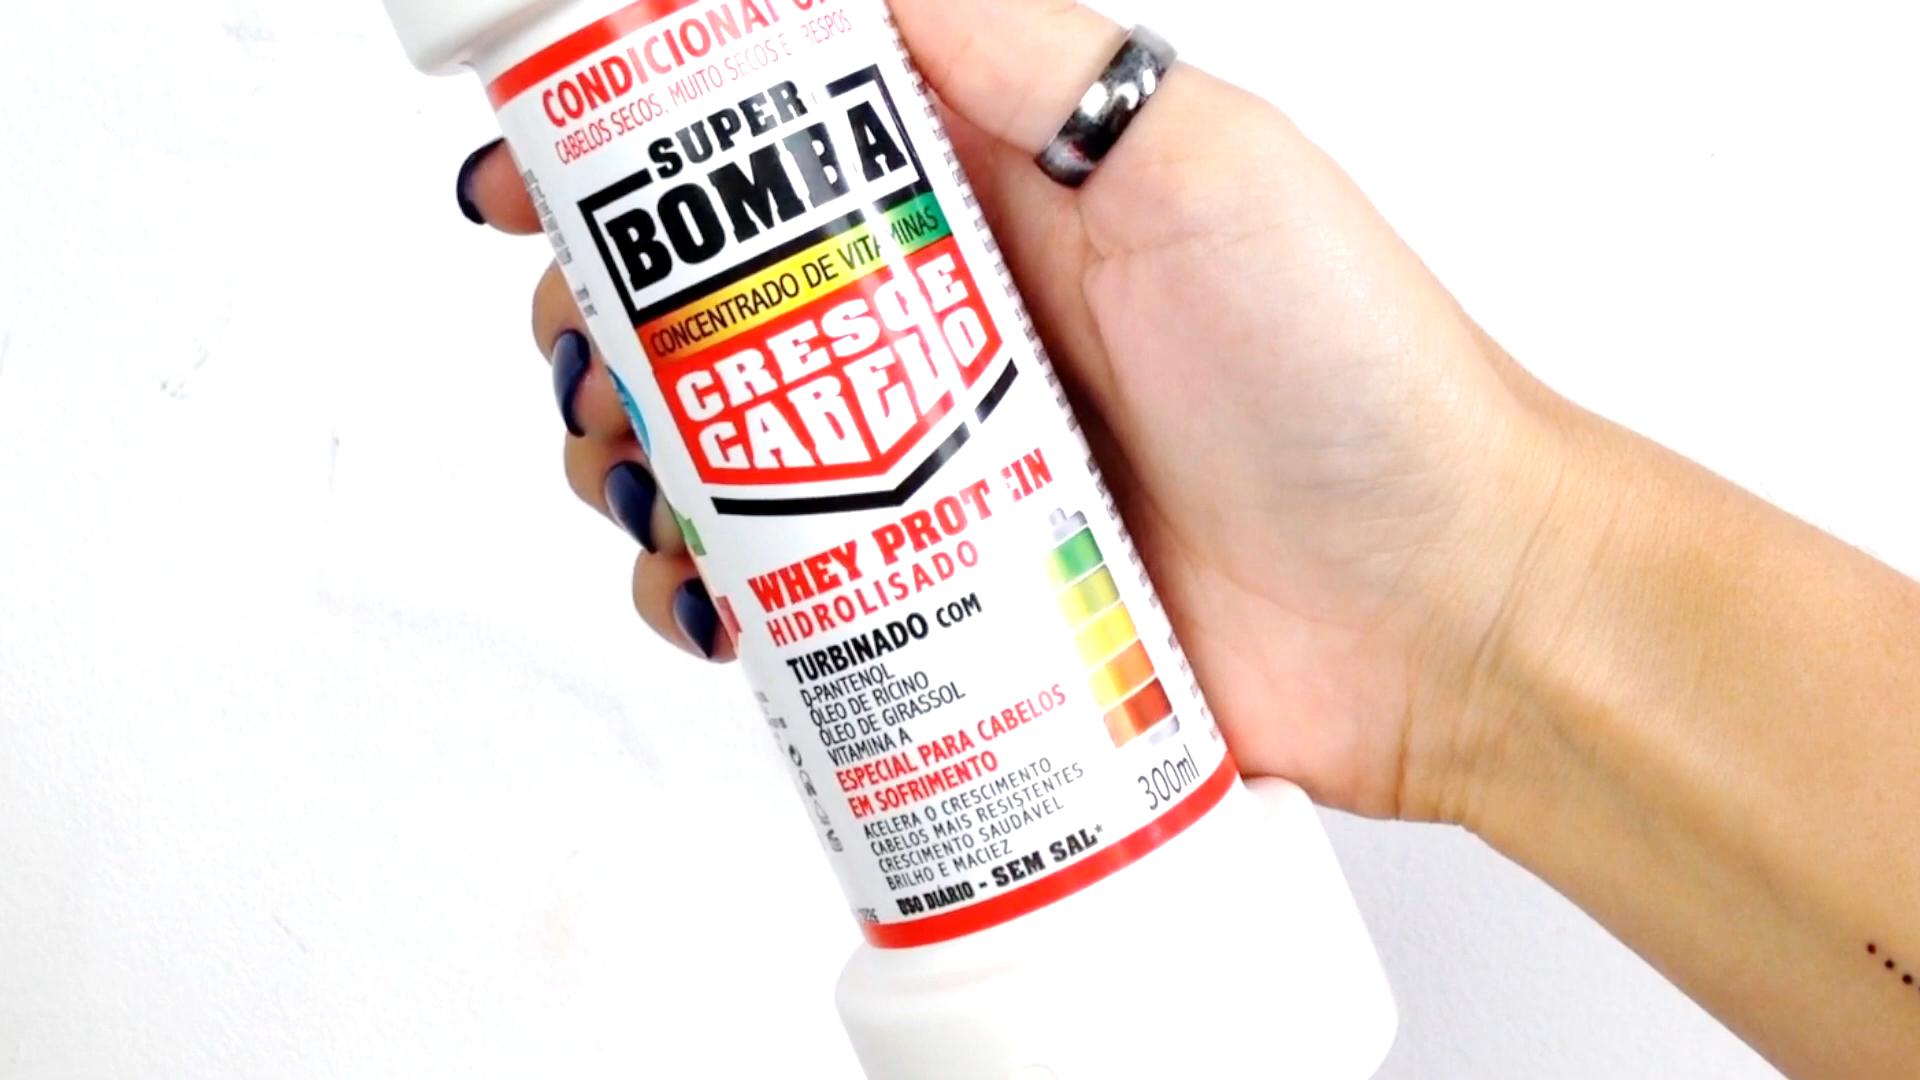 CONDICIONADOR
CABELOS SECOS, MUITO SECOS E CRESPOS
SUPER
BOMBA
CONCENTRADO DE VITAMINAS
CRESCE
CABELO
WHEY PROTEIN
HIDROLISADO
TURBINADO COM
D-PANTENOL
ÓLEO DE RÍCINO
ÓLEO DE GIRASSOL
VITAMINA A
ESPECIAL PARA CABELOS
EM SOFRIMENTO
ACELERA O CRESCIMENTO
CABELOS MAIS RESISTENTES
CRESCIMENTO SAUDÁVEL
BRILHO E MACIEZ
USO DIÁRIO - SEM SAL*
300ml